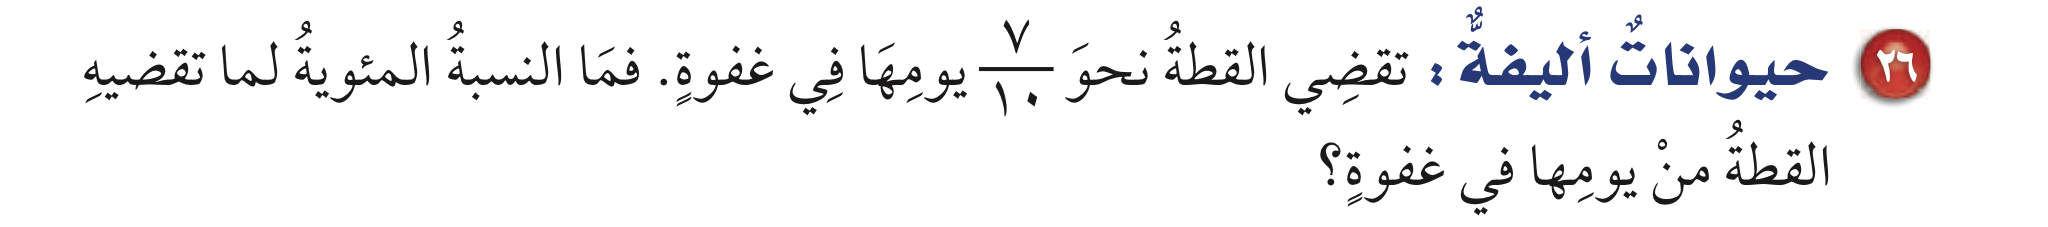 ٢٦ حيواناتٌ أليفةٌ : تقضِي القطةُ نحوَ ٧/١٠ يومِهَا فِي غفوةٍ. فمَا النسبةُ المئويةُ لما تقضيهِ
القطةُ منْ يومِها في غفوةٍ؟